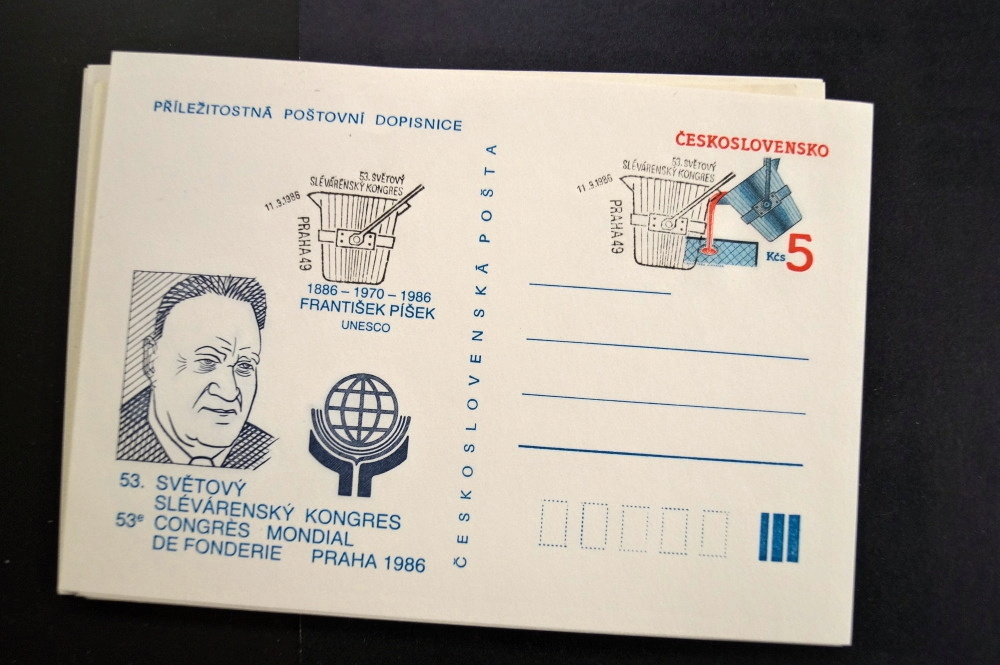 PŘÍLEŽITOSTNÁ POŠTOVNÍ DOPISNICE
53. SVĚTOVÝ
SLÉVÁRENSKÝ KONGRES
11.9.1986
PRAHA 49
1886 – 1970 – 1986
FRANTIŠEK PÍŠEK
UNESCO
53. SVĚTOVÝ
SLÉVÁRENSKÝ KONGRES
53e CONGRÈS MONDIAL
DE FONDERIE PRAHA 1986
ČESKOSLOVENSKÁ POŠTA
ČESKOSLOVENSKO
53. SVĚTOVÝ
SLÉVÁRENSKÝ KONGRES
11.9.1986
PRAHA 49
Kčs 5